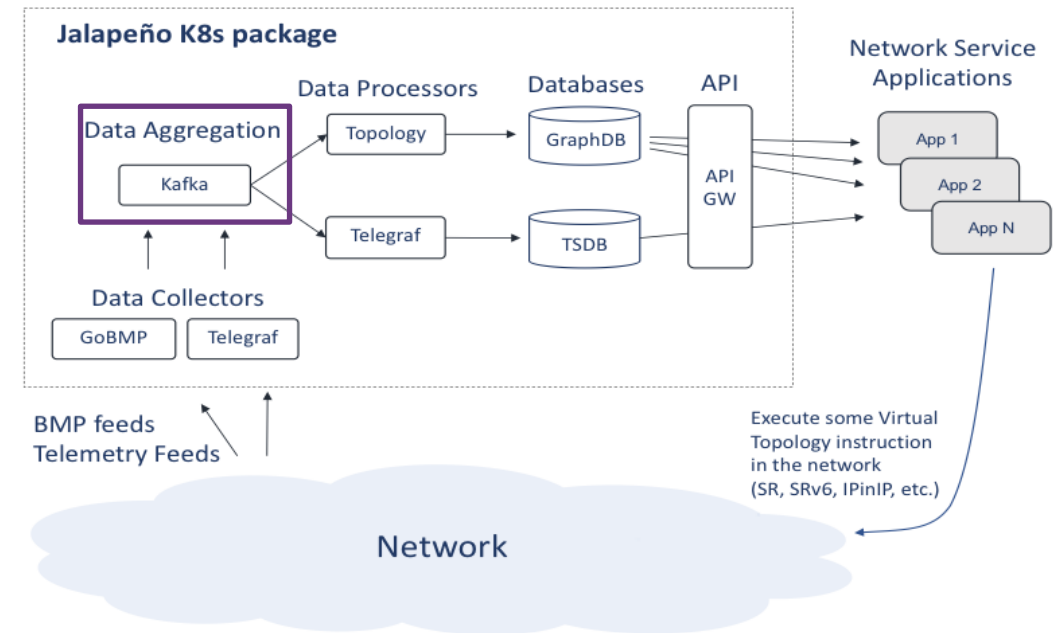 Jalapeño K8s package
Network Service
Applications
Data Processors
Databases
API
Data Aggregation
Kafka
Topology
GraphDB
API
GW
Telegraf
TSDB
App 1
App 2
App N
Data Collectors
GoBMP
Telegraf
BMP feeds
Telemetry Feeds
Execute some Virtual
Topology instruction
in the network
(SR, SRv6, IPinIP, etc.)
Network